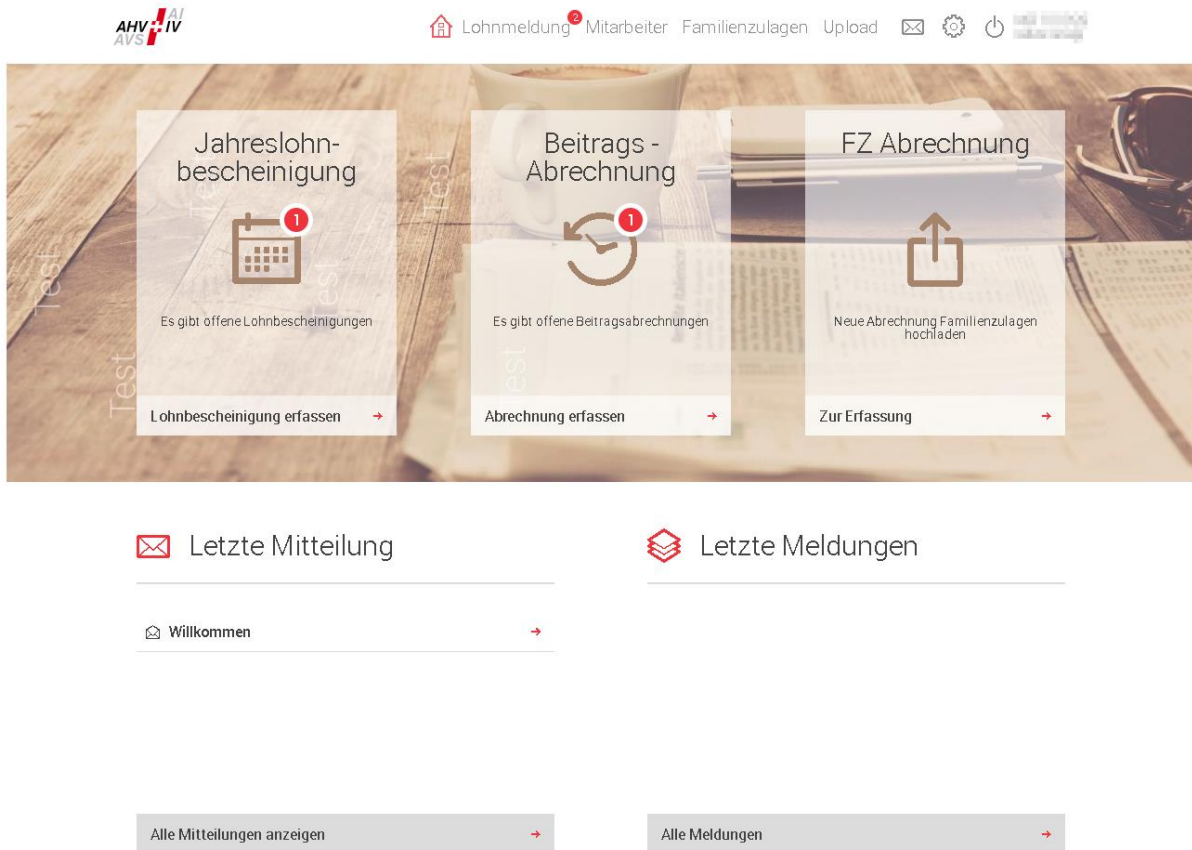 AHV AI IV
AVS
Lohnmeldung 2 Mitarbeiter Familienzulagen Upload
Jahreslohn-
bescheinigung
1
Es gibt offene Lohnbescheinigungen
Lohnbescheinigung erfassen
Beitrags -
Abrechnung
1
Es gibt offene Beitragsabrechnungen
Abrechnung erfassen
FZ Abrechnung
Neue Abrechnung Familienzulagen
hochladen
Zur Erfassung
Test
Test
Test
Test
Test
Test
Letzte Mitteilung
Willkommen
Alle Mitteilungen anzeigen
Letzte Meldungen
Alle Meldungen